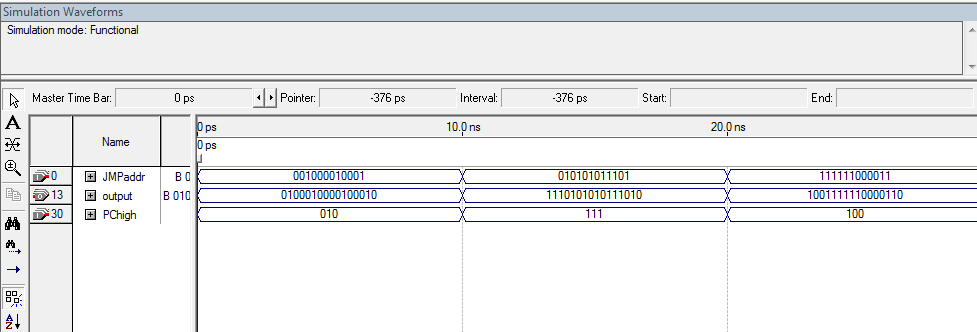 Simulation Waveforms
Simulation mode: Functional
Master Time Bar: 0 ps Pointer: -376 ps Interval: -376 ps Start: End:
Name 0 ps 10.0 ns 20.0 ns
0 ps
0 JMPaddr B 0 001000010001 010101011101 111111000011
13 output B 010 0100010000100010 1110101010111010 1001111110000110
30 PChigh 010 111 100